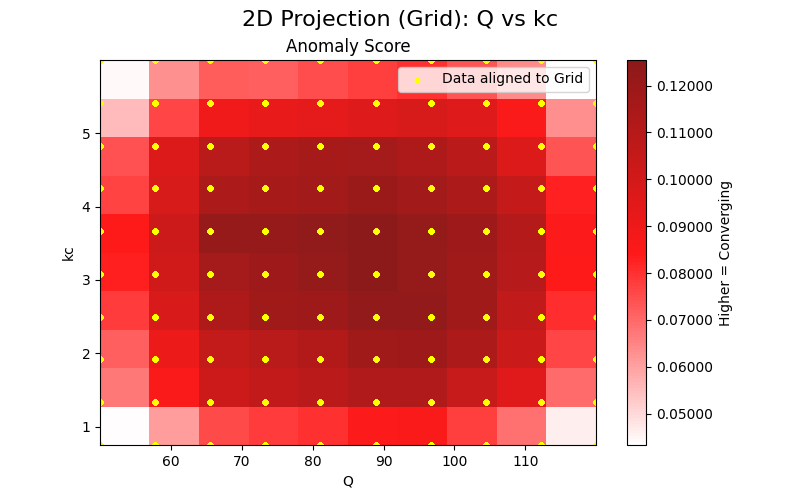 2D Projection (Grid): Q vs kc
Anomaly Score
Data aligned to Grid
5
4
3
2
1
kc
60 70 80 90 100 110
Q
0.12000
0.11000
0.10000
0.09000
0.08000
0.07000
0.06000
0.05000
Higher = Converging